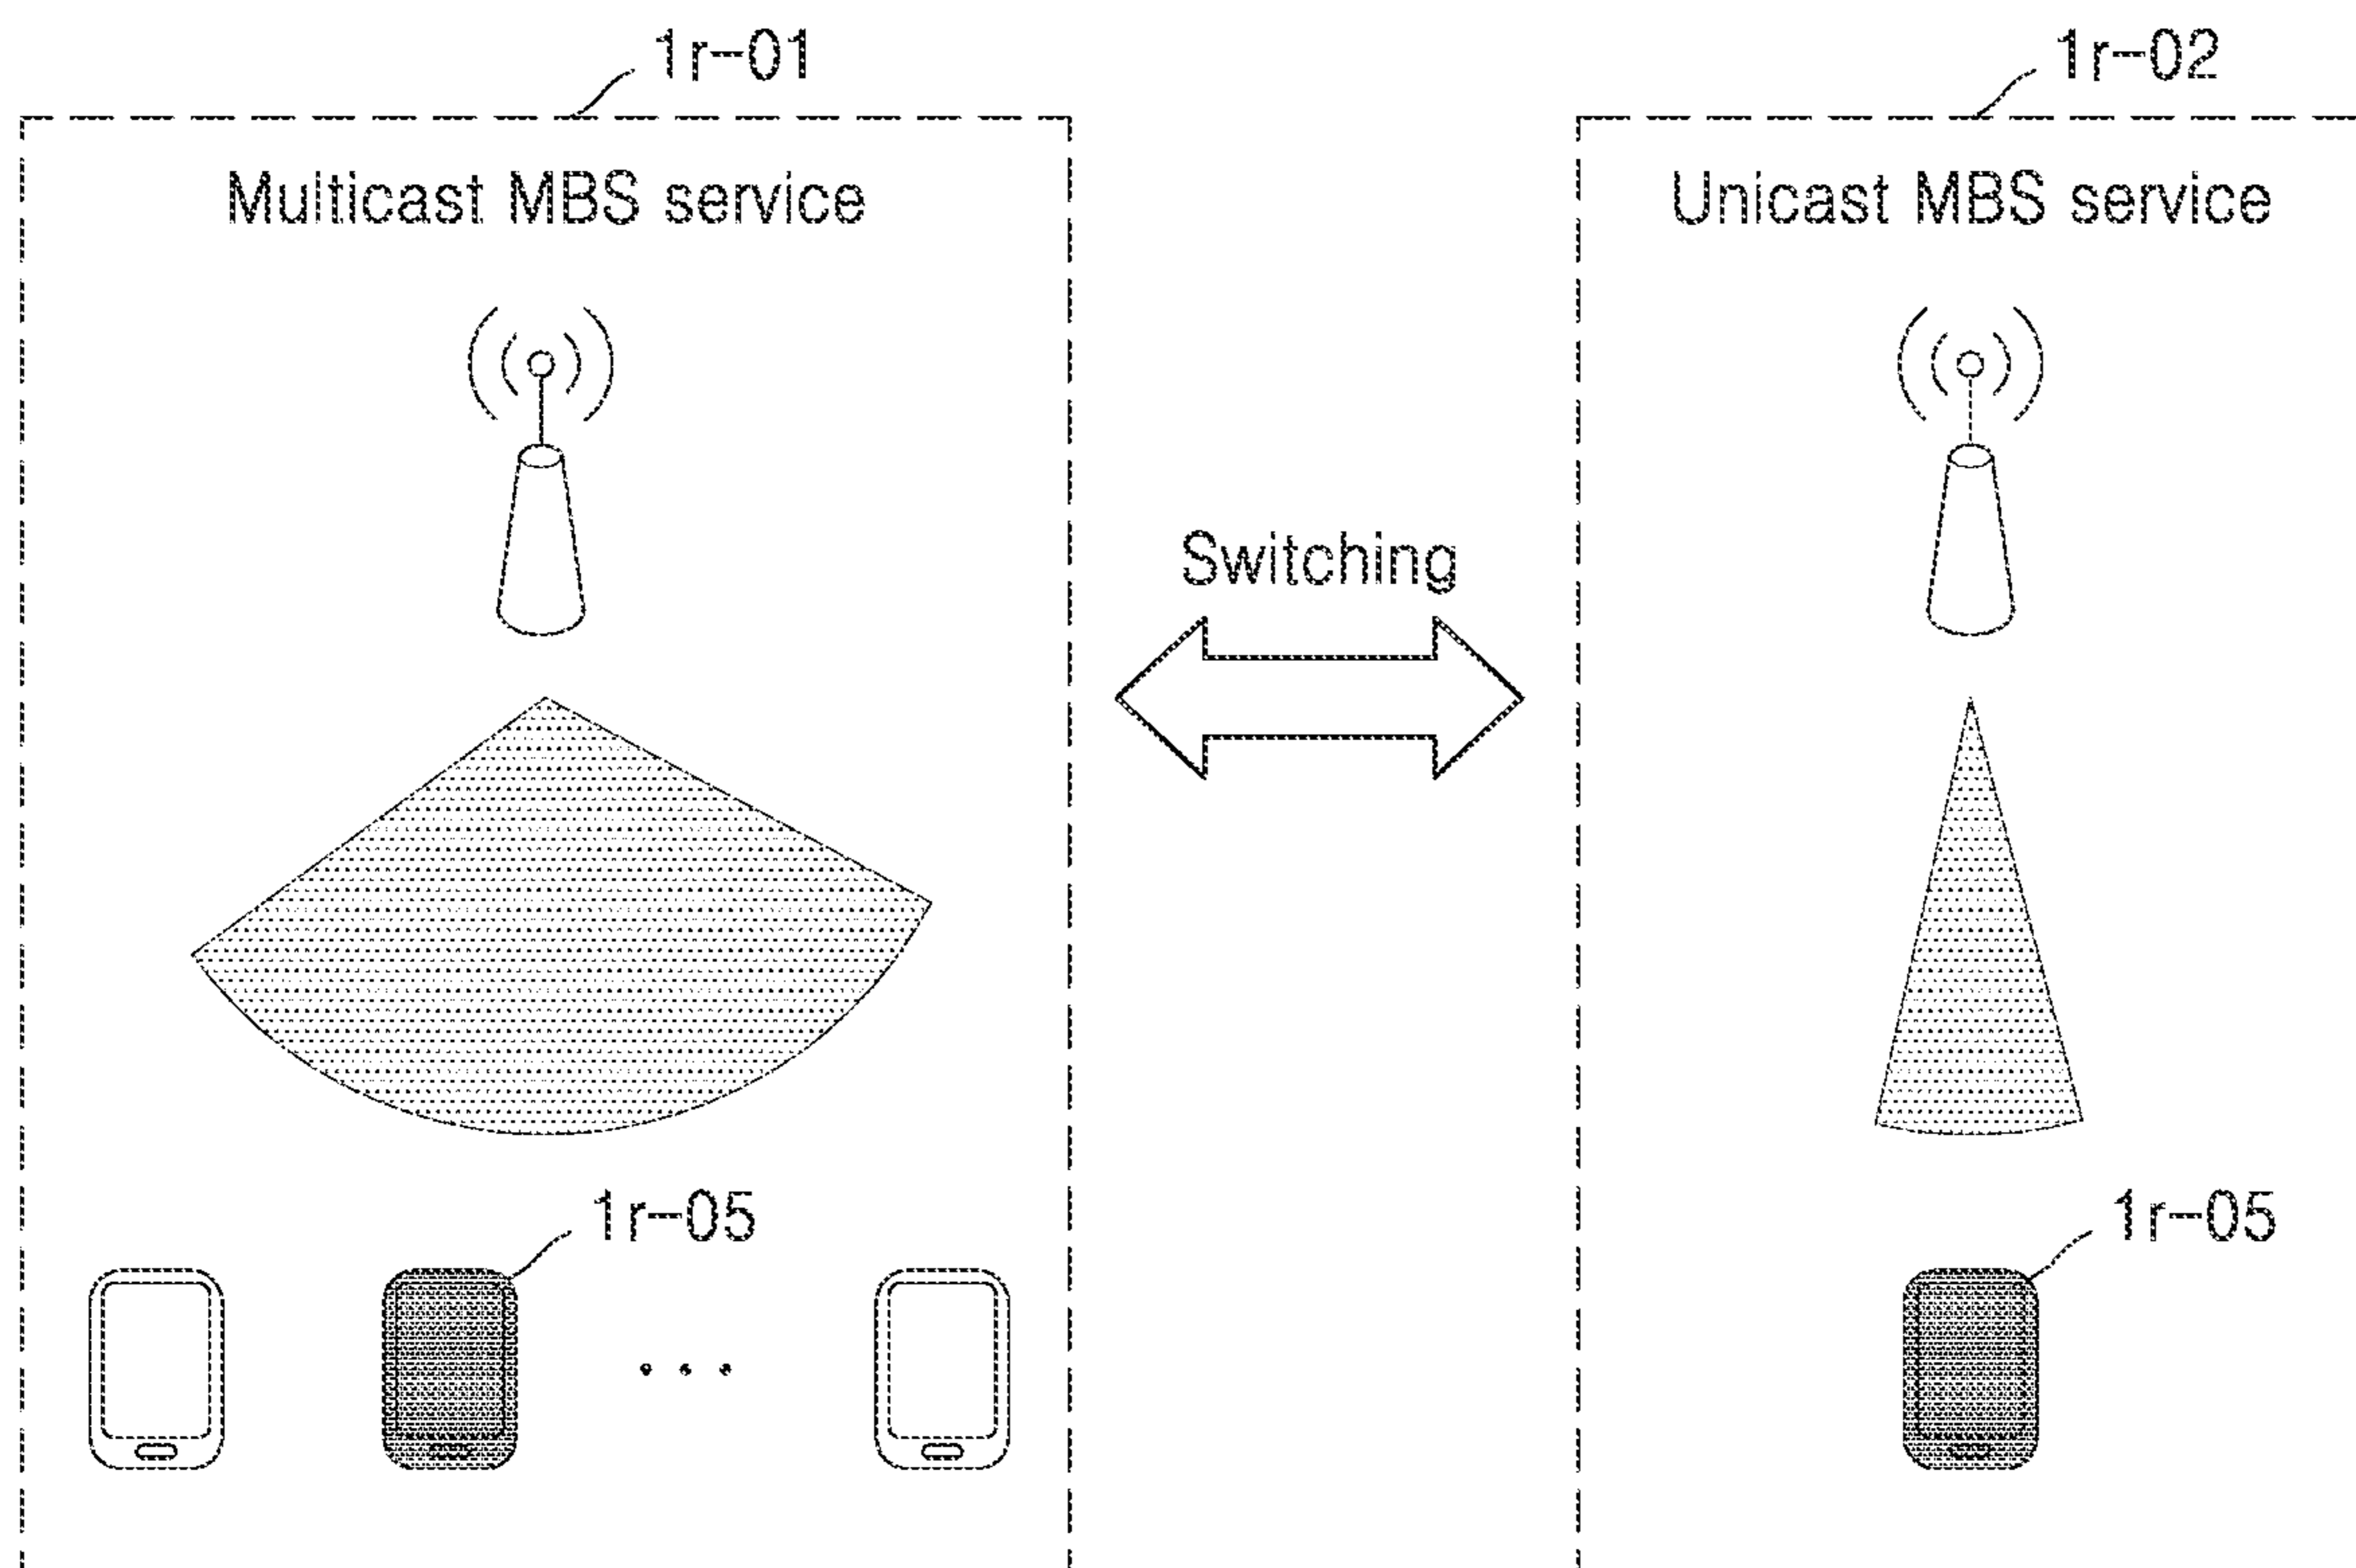 1r-01
1r-02
Multicast MBS service
Unicast MBS service
Switching
1r-05
1r-05